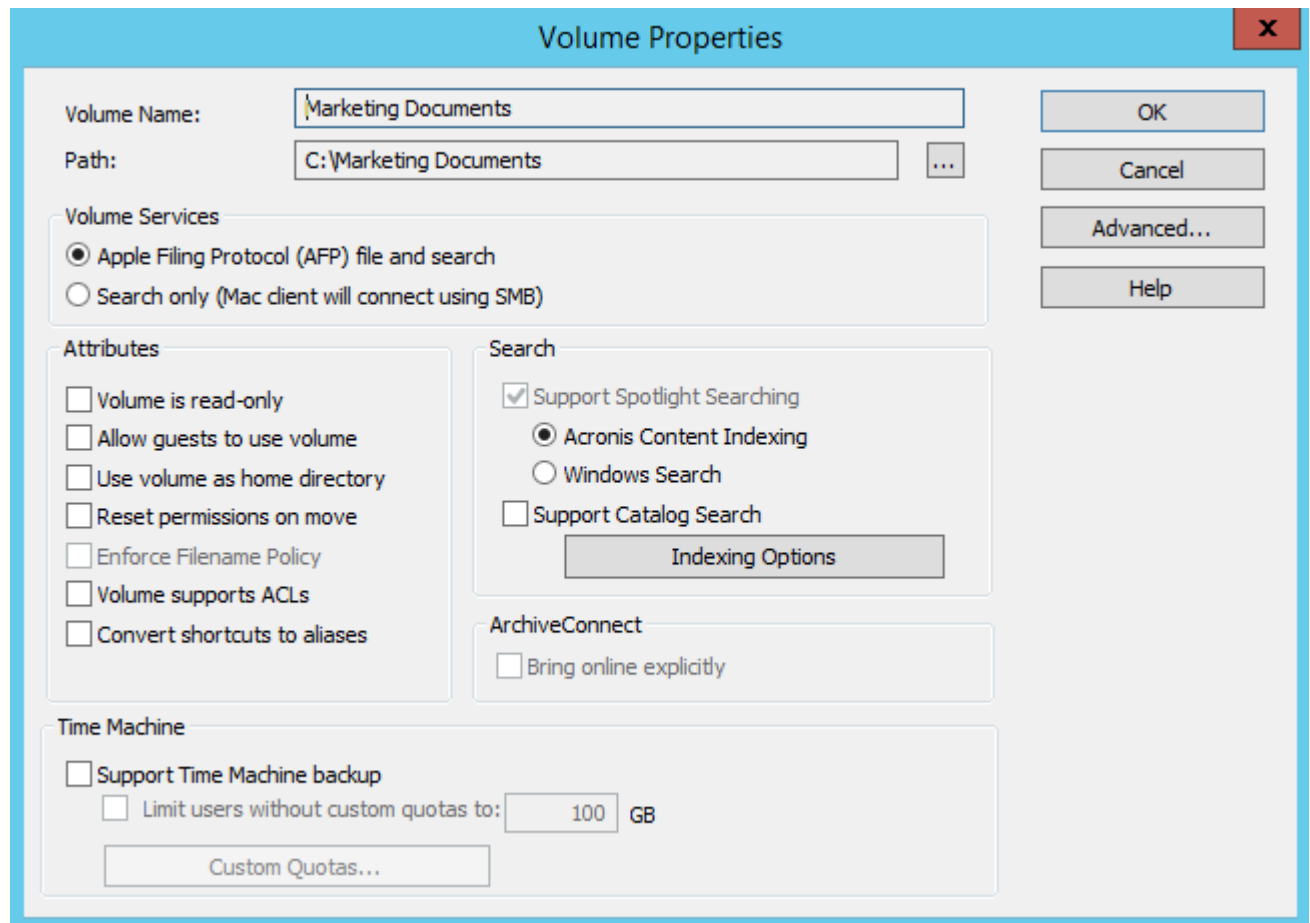 Volume Properties
x
Volume Name:
Marketing Documents
OK
Path:
C:\Marketing Documents
...
Cancel
Volume Services
Advanced...
Apple Filing Protocol (AFP) file and search
Search only (Mac client will connect using SMB)
Help
Attributes
Volume is read-only
Allow guests to use volume
Use volume as home directory
Reset permissions on move
Enforce Filename Policy
Volume supports ACLs
Convert shortcuts to aliases
Search
Support Spotlight Searching
Acronis Content Indexing
Windows Search
Support Catalog Search
Indexing Options
ArchiveConnect
Bring online explicitly
Time Machine
Support Time Machine backup
Limit users without custom quotas to: 100 GB
Custom Quotas...